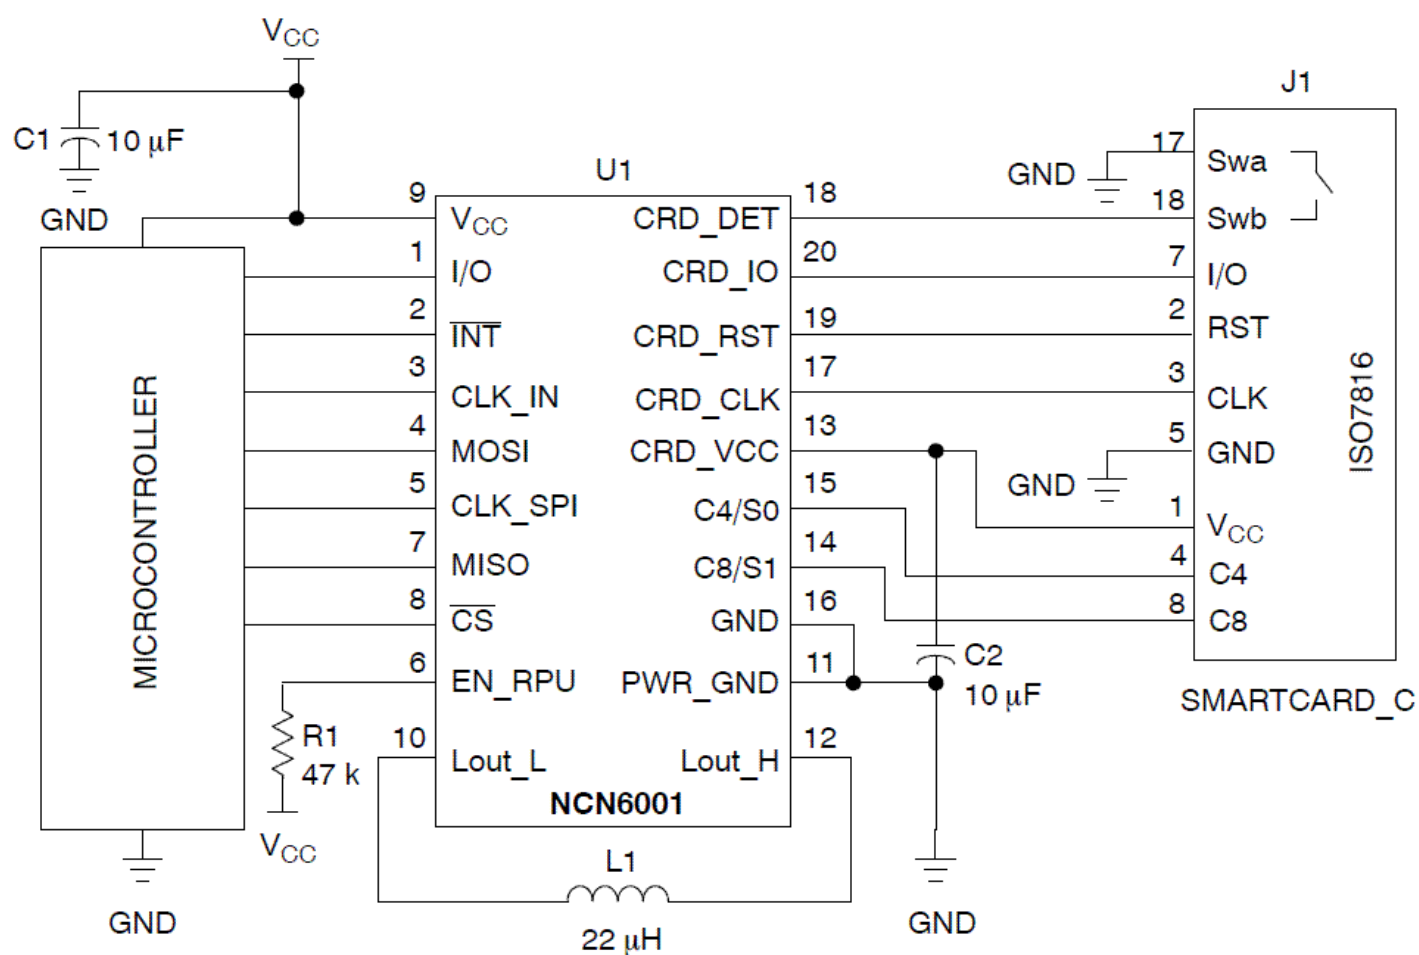 V_CC
J1
C1 10 µF
GND
U1
GND
17 Swa
18 Swb
9 V_CC
CRD_DET 18
1 I/O
CRD_IO 20
7 I/O
2 INT
CRD_RST 19
2 RST
3 CLK_IN
CRD_CLK 17
3 CLK
4 MOSI
CRD_VCC 13
5 GND
GND
5 CLK_SPI
C4/S0 15
1 V_CC
7 MISO
C8/S1 14
4 C4
8 CS
GND 16
8 C8
6 EN_RPU
PWR_GND 11
C2
10 µF
MICROCONTROLLER
ISO7816
SMARTCARD_C
R1
47 k
V_CC
10 Lout_L
Lout_H 12
NCN6001
L1
22 µH
GND
GND